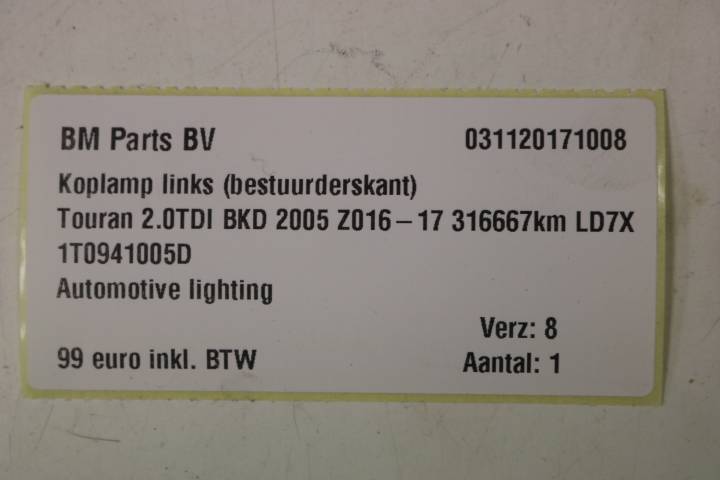 BM Parts BV 031120171008
Koplamp links (bestuurderskant)
Touran 2.0TDI BKD 2005 Z016-17 316667km LD7X
1T0941005D
Automotive lighting
Verz: 8
99 euro inkl. BTW Aantal: 1